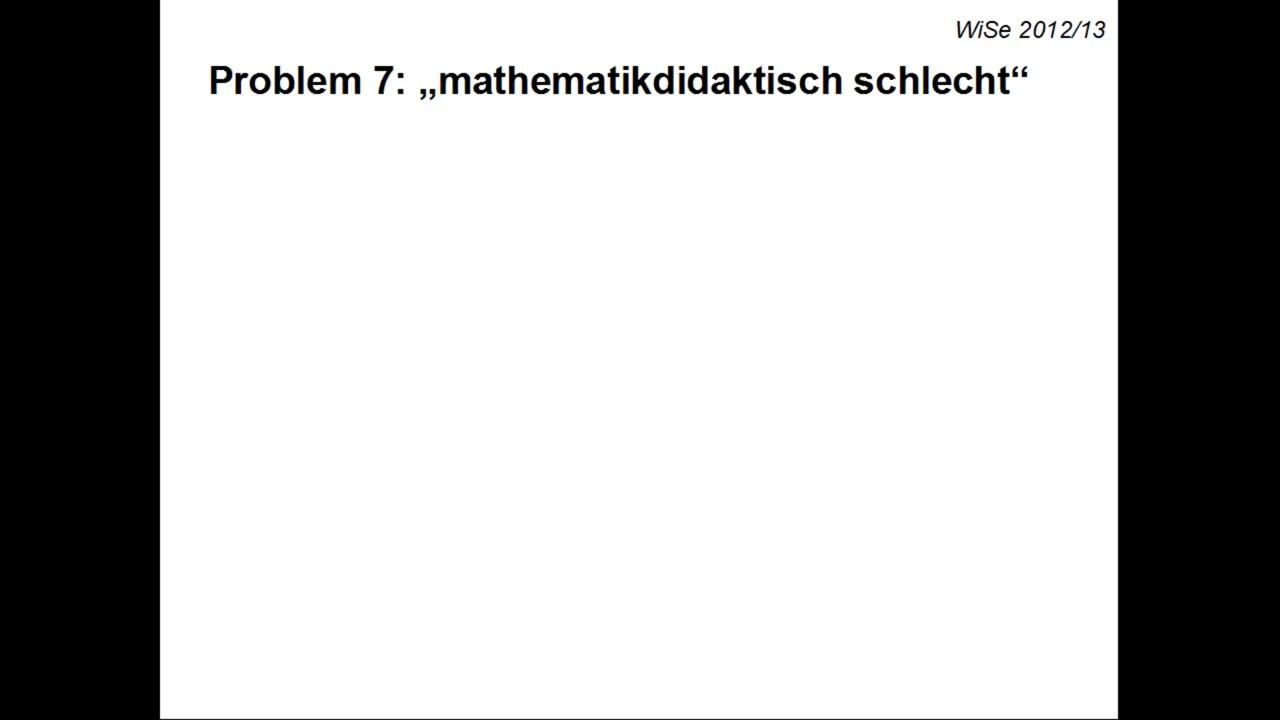 WiSe 2012/13
Problem 7: „mathematikdidaktisch schlecht“